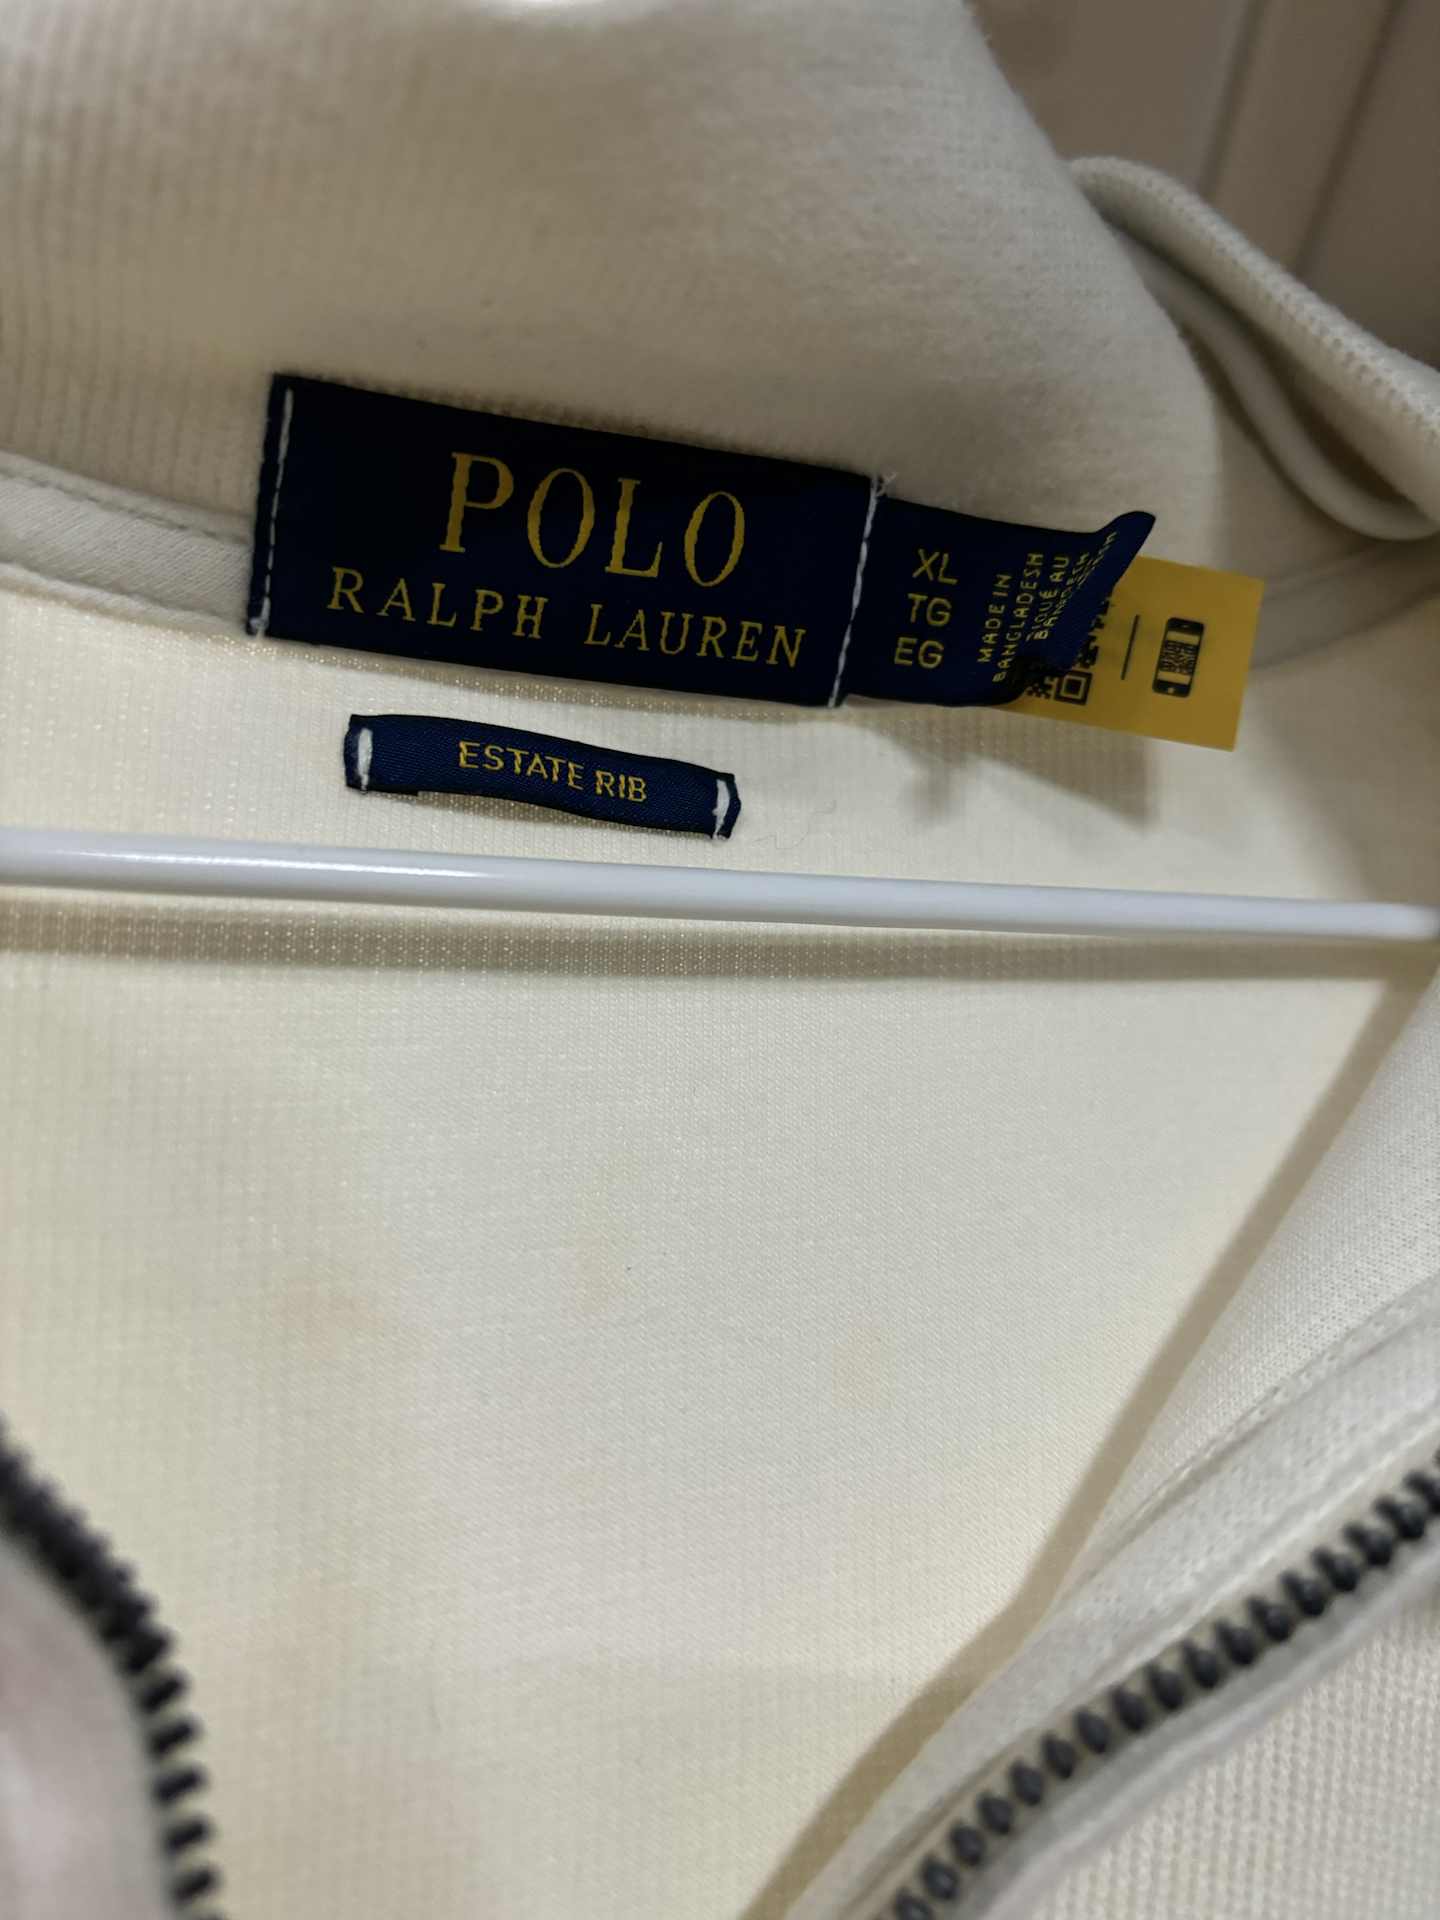 POLO
RALPH LAUREN
XL
TG
EG
MADE IN
BANGLADESH
ESTATE RIB